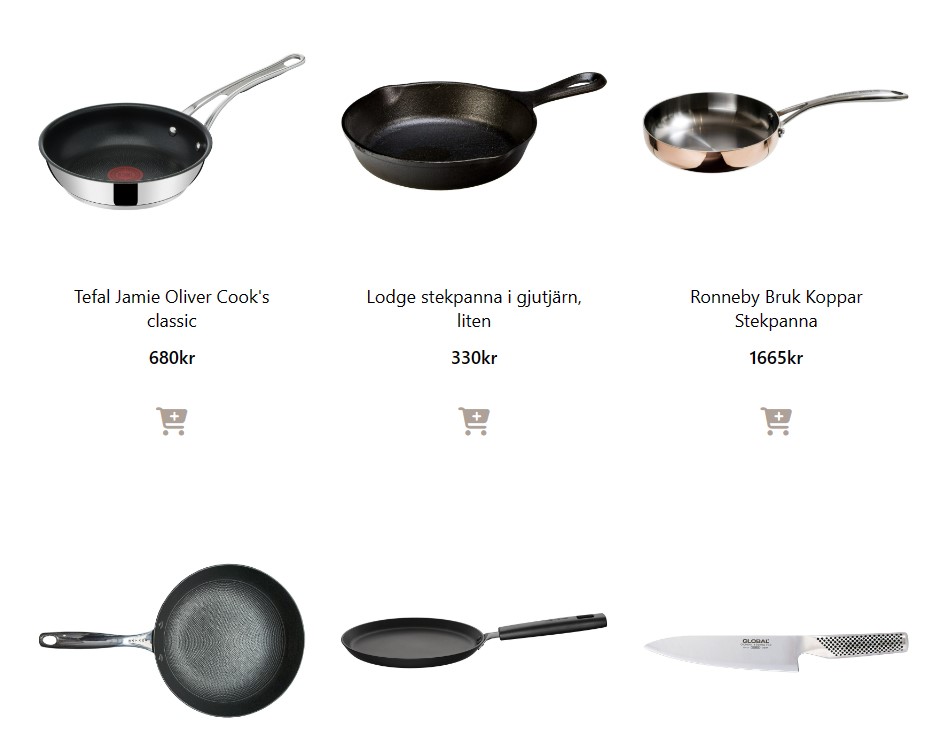 Tefal Jamie Oliver Cook's
classic
680kr
Lodge stekpanna i gjutjärn,
liten
330kr
Ronneby Bruk Koppar
Stekpanna
1665kr
GLOBAL